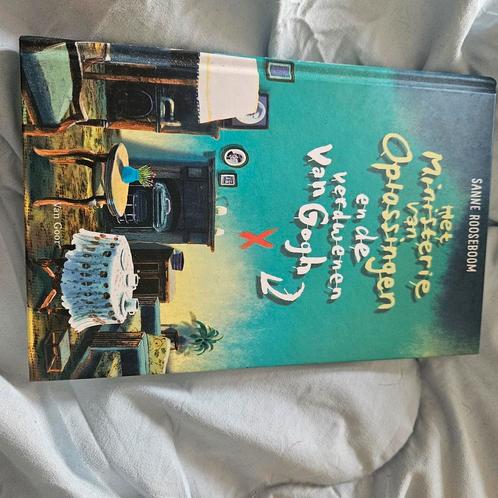 SANNE ROOSEBOOM
Het
Ministerie
van
Oplossingen
en de
verdwenen
Van Gogh
van Goor